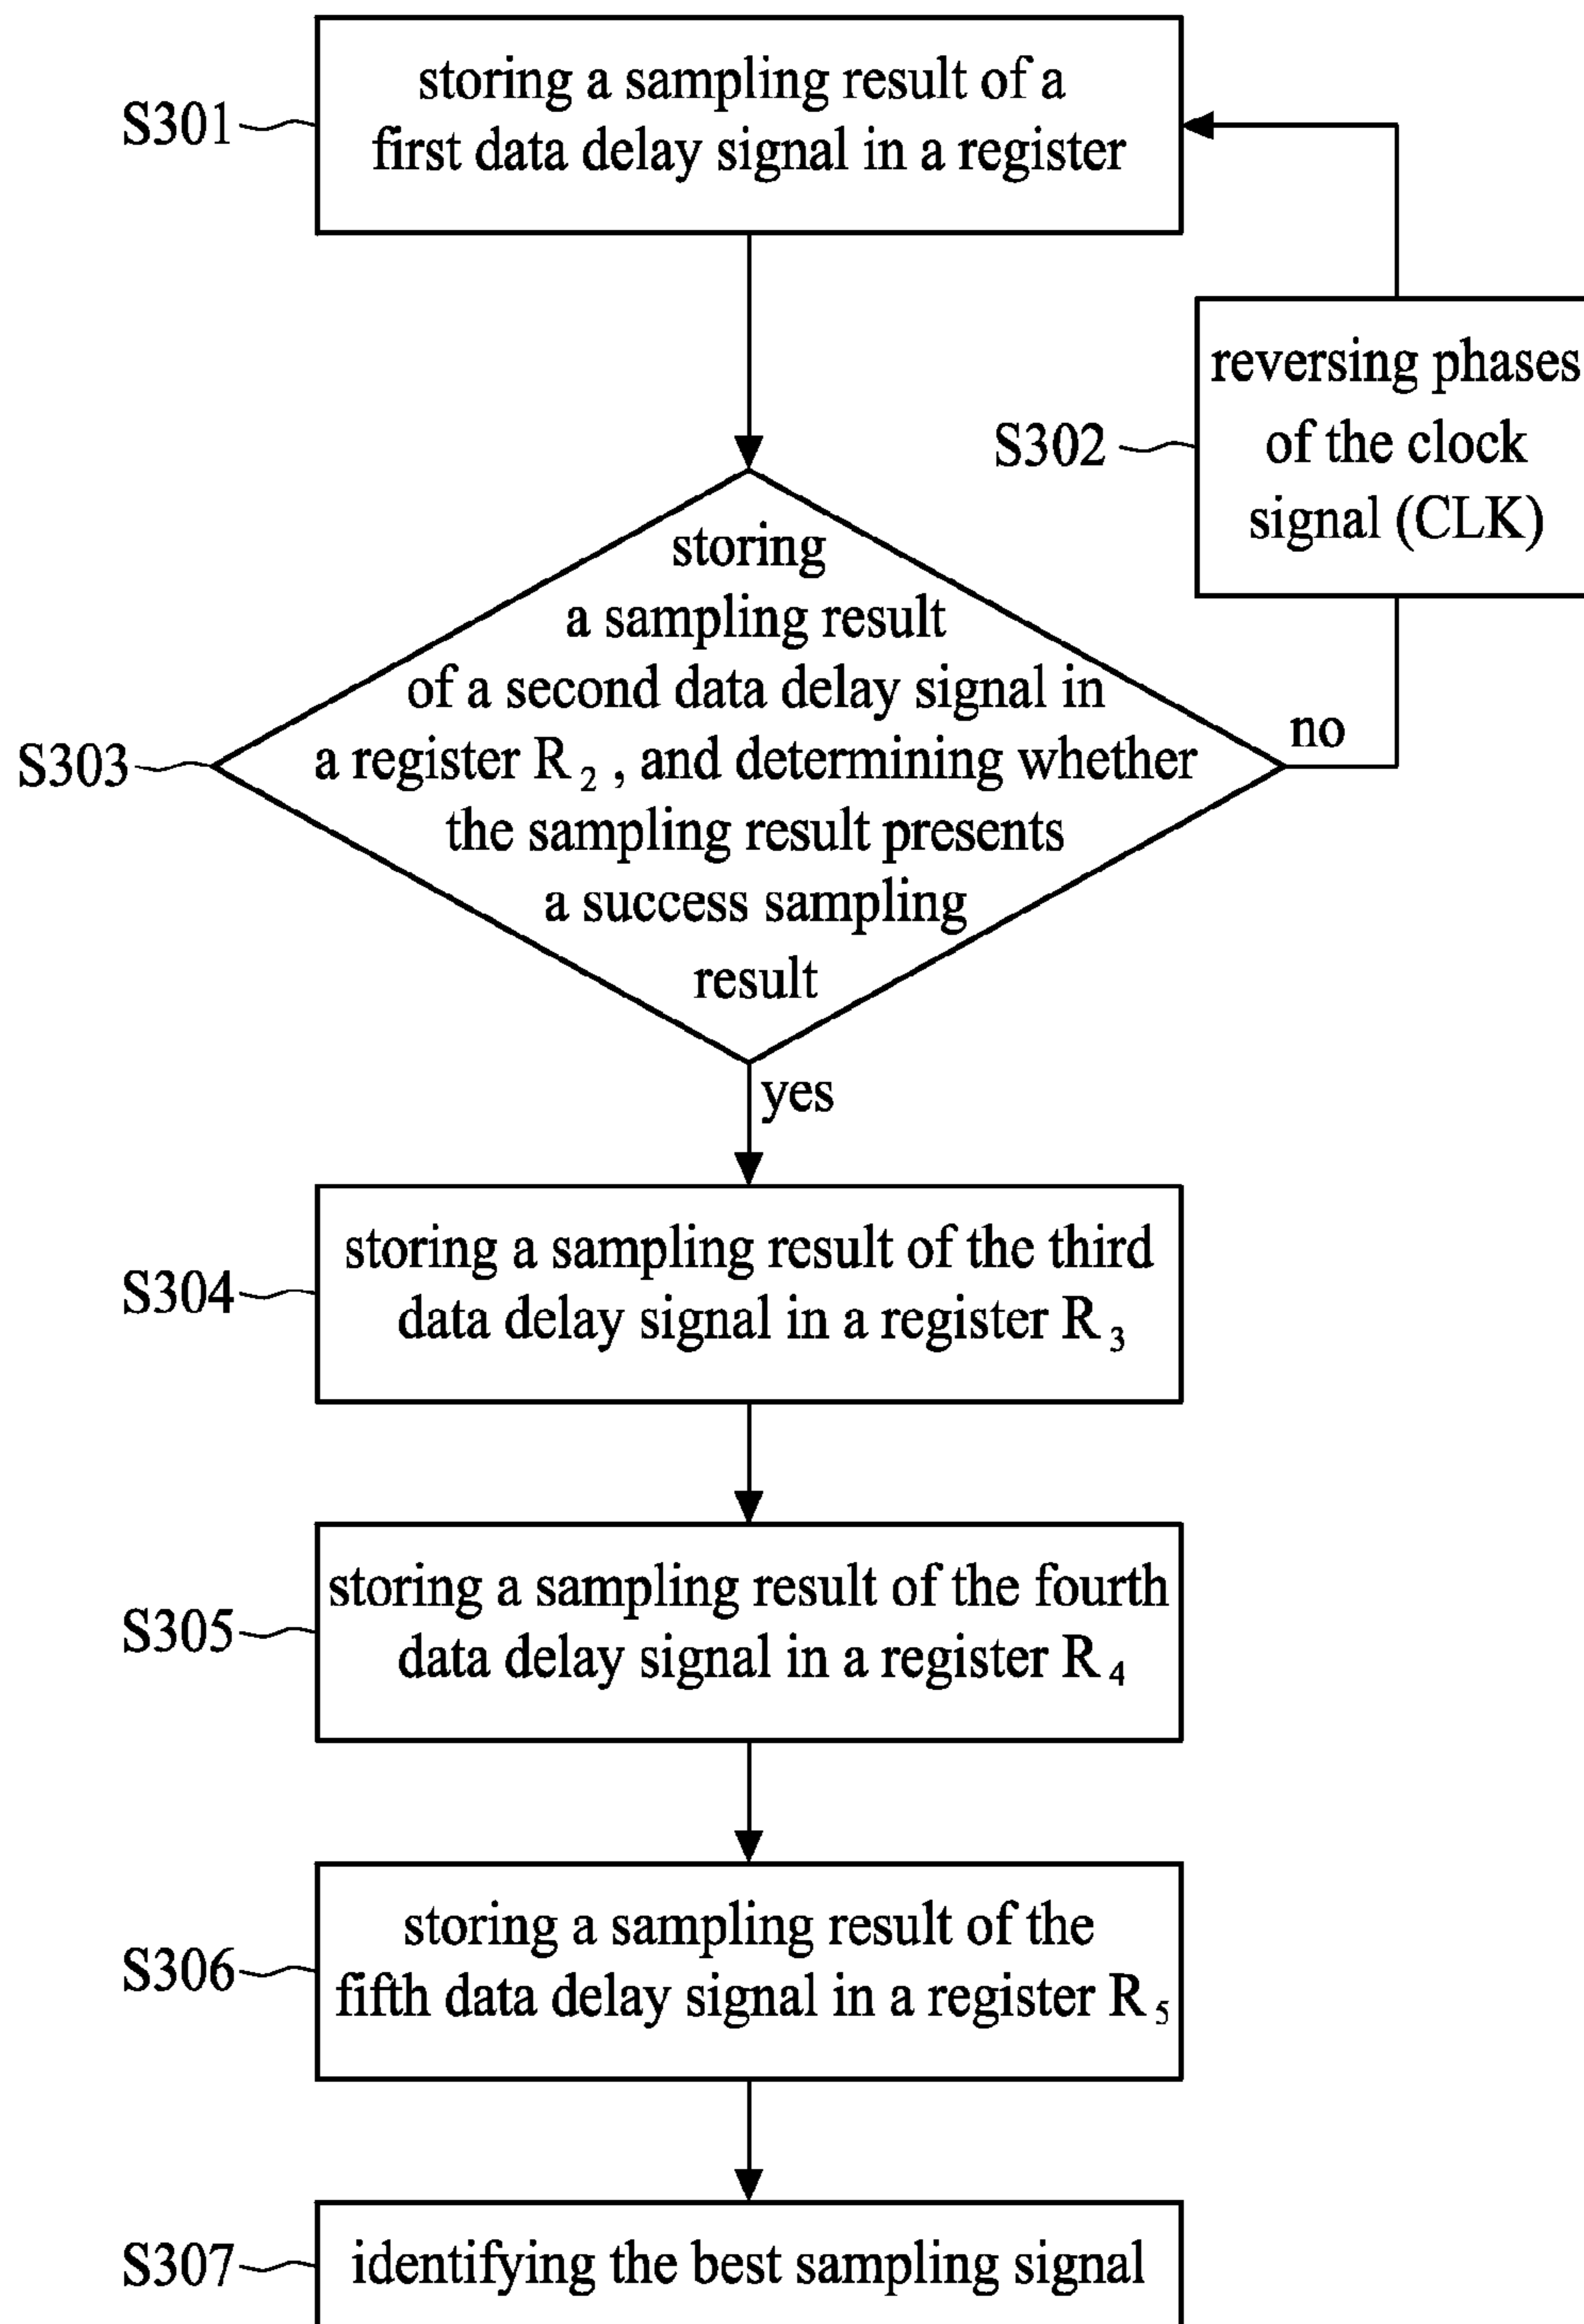 S301
storing a sampling result of a
first data delay signal in a register
S302
reversing phases
of the clock
signal (CLK)
S303
storing
a sampling result
of a second data delay signal in
a register R₂ , and determining whether
the sampling result presents
a success sampling
result
no
yes
S304
storing a sampling result of the third
data delay signal in a register R₃
S305
storing a sampling result of the fourth
data delay signal in a register R₄
S306
storing a sampling result of the
fifth data delay signal in a register R₅
S307
identifying the best sampling signal